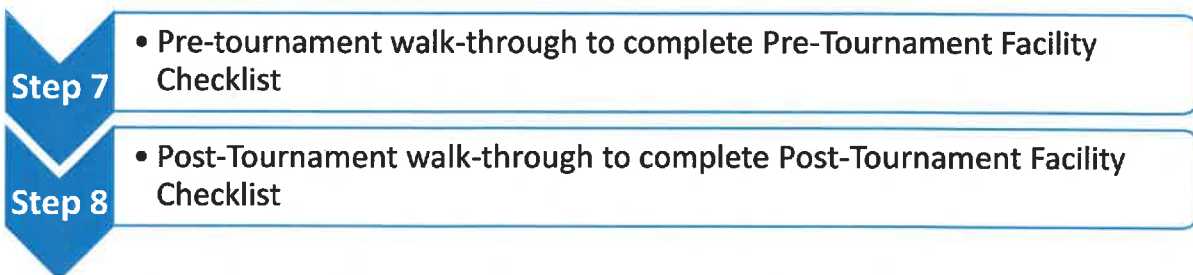 Step 7
• Pre-tournament walk-through to complete Pre-Tournament Facility
Checklist
Step 8
• Post-Tournament walk-through to complete Post-Tournament Facility
Checklist